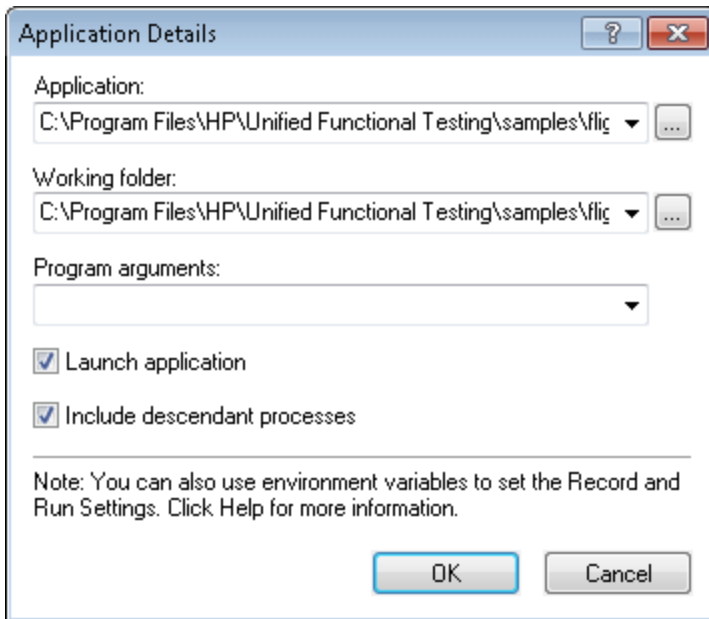 Application Details
Application:
C:\Program Files\HP\Unified Functional Testing\samples\flig
...
Working folder:
C:\Program Files\HP\Unified Functional Testing\samples\flig
...
Program arguments:
Launch application
Include descendant processes
Note: You can also use environment variables to set the Record and
Run Settings. Click Help for more information.
OK
Cancel